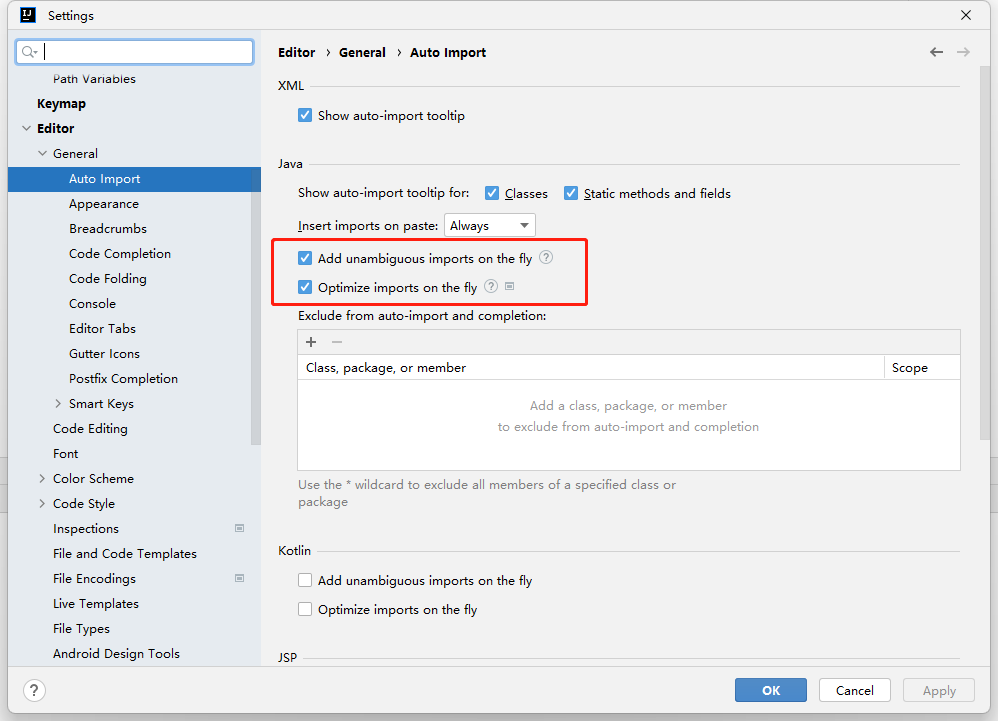 Settings
Editor › General › Auto Import
Path Variables
Keymap
Editor
General
Auto Import
Appearance
Breadcrumbs
Code Completion
Code Folding
Console
Editor Tabs
Gutter Icons
Postfix Completion
Smart Keys
Code Editing
Font
Color Scheme
Code Style
Inspections
File and Code Templates
File Encodings
Live Templates
File Types
Android Design Tools
XML
Show auto-import tooltip
Java
Show auto-import tooltip for: Classes Static methods and fields
Insert imports on paste: Always
Add unambiguous imports on the fly ?
Optimize imports on the fly ?
Exclude from auto-import and completion:
Class, package, or member Scope
Add a class, package, or member
to exclude from auto-import and completion
Use the * wildcard to exclude all members of a specified class or
package
Kotlin
Add unambiguous imports on the fly
Optimize imports on the fly
JSP
? OK Cancel Apply